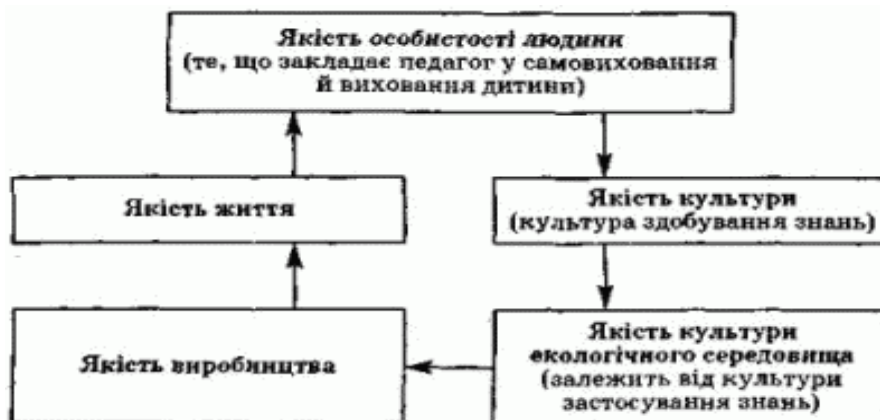 Якість особистості людини
(те, що закладає педагог у самовиховання
й виховання дитини)
Якість життя
Якість культури
(культура здобування знань)
Якість виробництва
Якість культури
екологічного середовища
(залежить від культури
застосування знань)